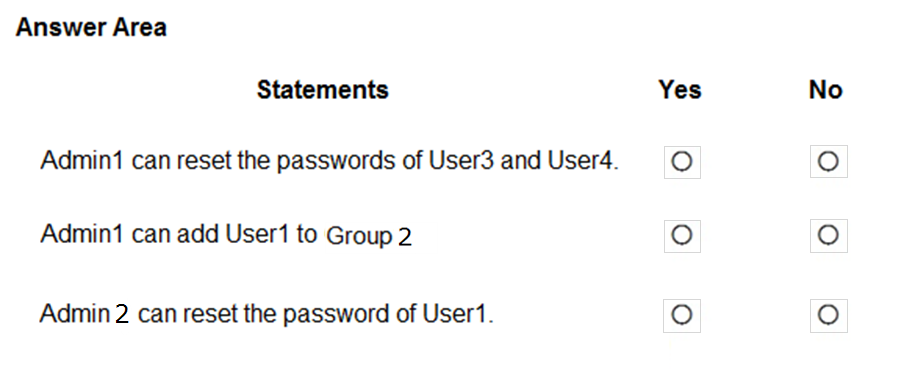 Answer Area
Statements Yes No
Admin1 can reset the passwords of User3 and User4.
Admin1 can add User1 to Group 2
Admin 2 can reset the password of User1.